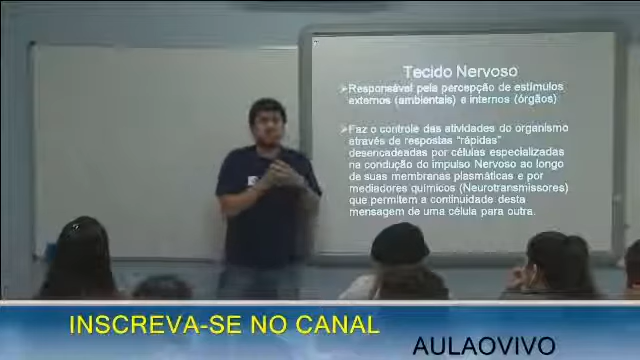 Tecido Nervoso
Responsável pela percepção de estímulos
externos (ambientais) e internos (órgãos)
Faz o controle das atividades do organismo
através de respostas "rápidas"
desencadeadas por células especializadas
na condução do impulso Nervoso ao longo
de suas membranas plasmáticas e por
mediadores químicos (Neurotransmissores)
que permitem a continuidade desta
mensagem de uma célula para outra.
INSCREVA-SE NO CANAL
AULAOVIVO